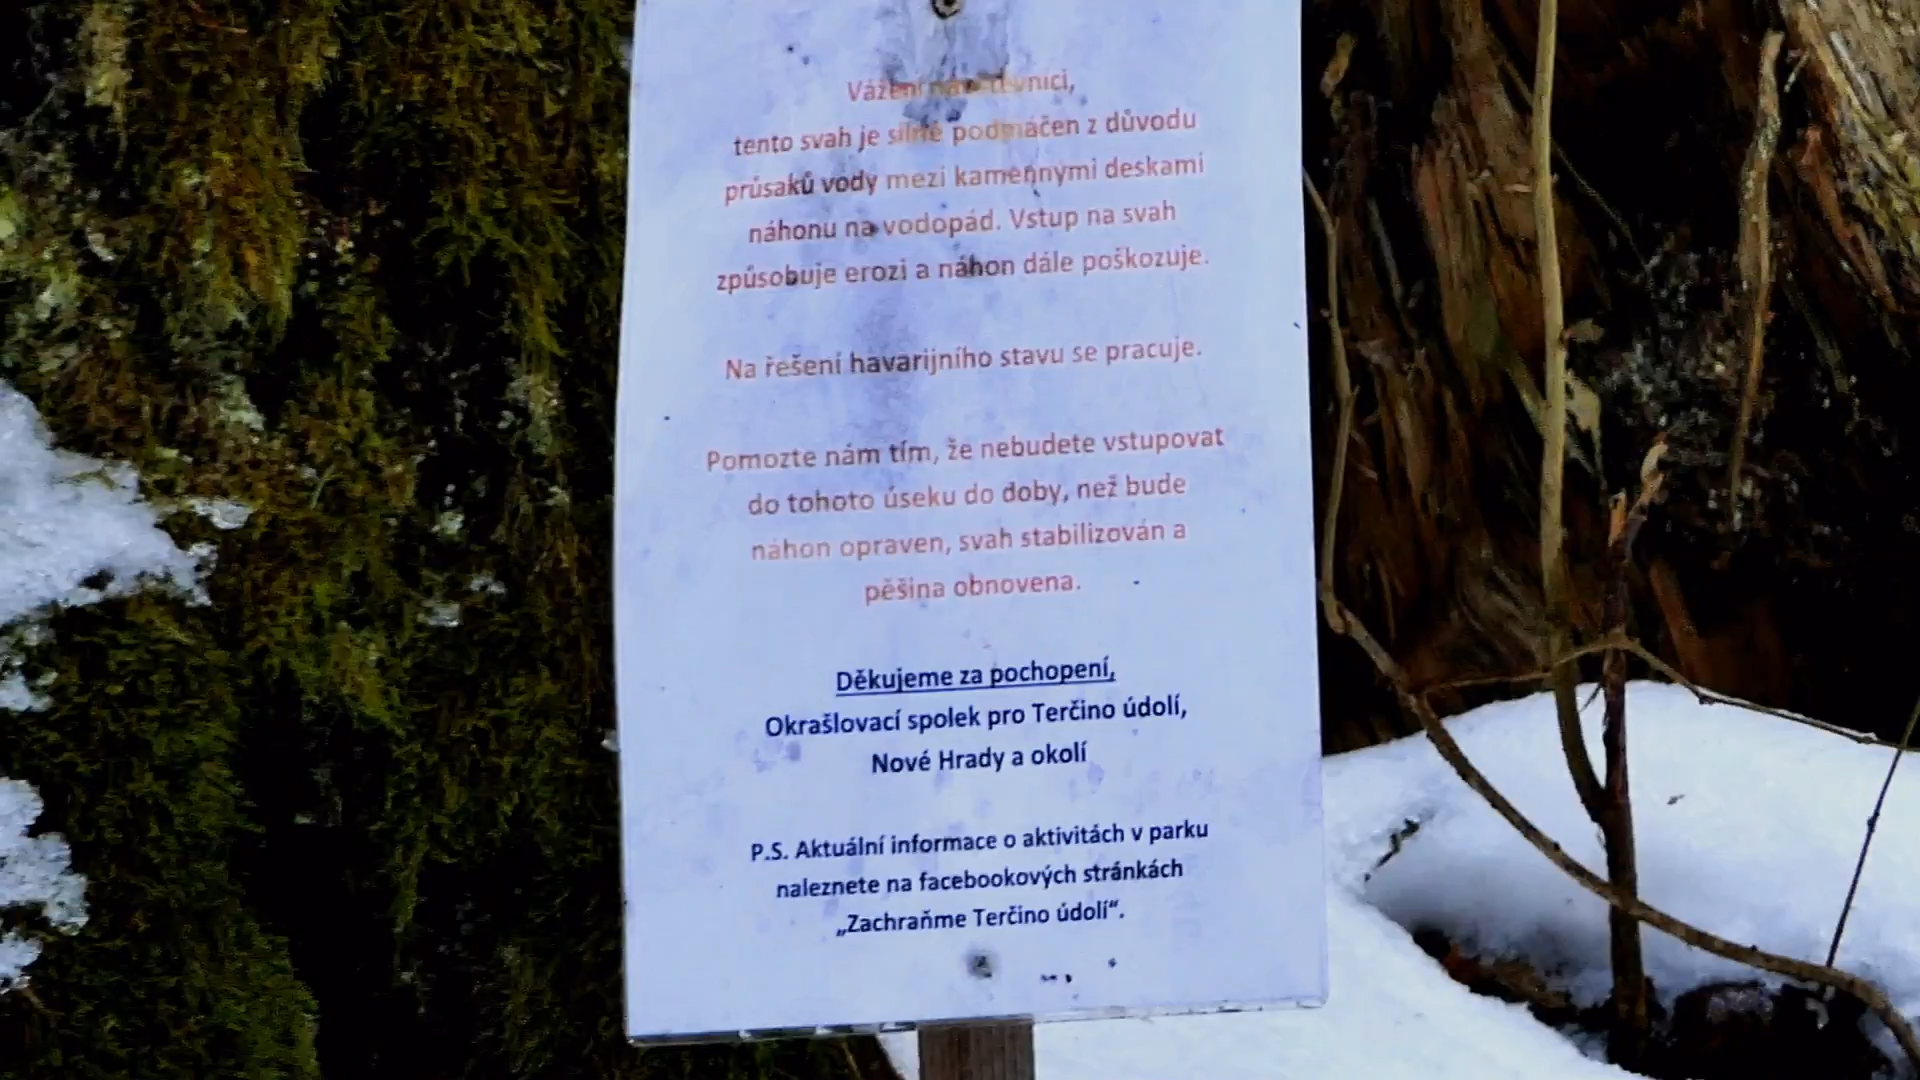 Vážení návštěvníci,
tento svah je silně podmáčen z důvodu
průsaků vody mezi kamennymi deskami
náhonu na vodopád. Vstup na svah
způsobuje erozi a náhon dále poškozuje.
Na řešení havarijního stavu se pracuje.
Pomozte nám tím, že nebudete vstupovat
do tohoto úseku do doby, než bude
náhon opraven, svah stabilizován a
pěšina obnovena.
Děkujeme za pochopení,
Okrašlovací spolek pro Terčino údolí,
Nové Hrady a okolí
P.S. Aktuální informace o aktivitách v parku
naleznete na facebookových stránkách
„Zachraňme Terčino údolí“.